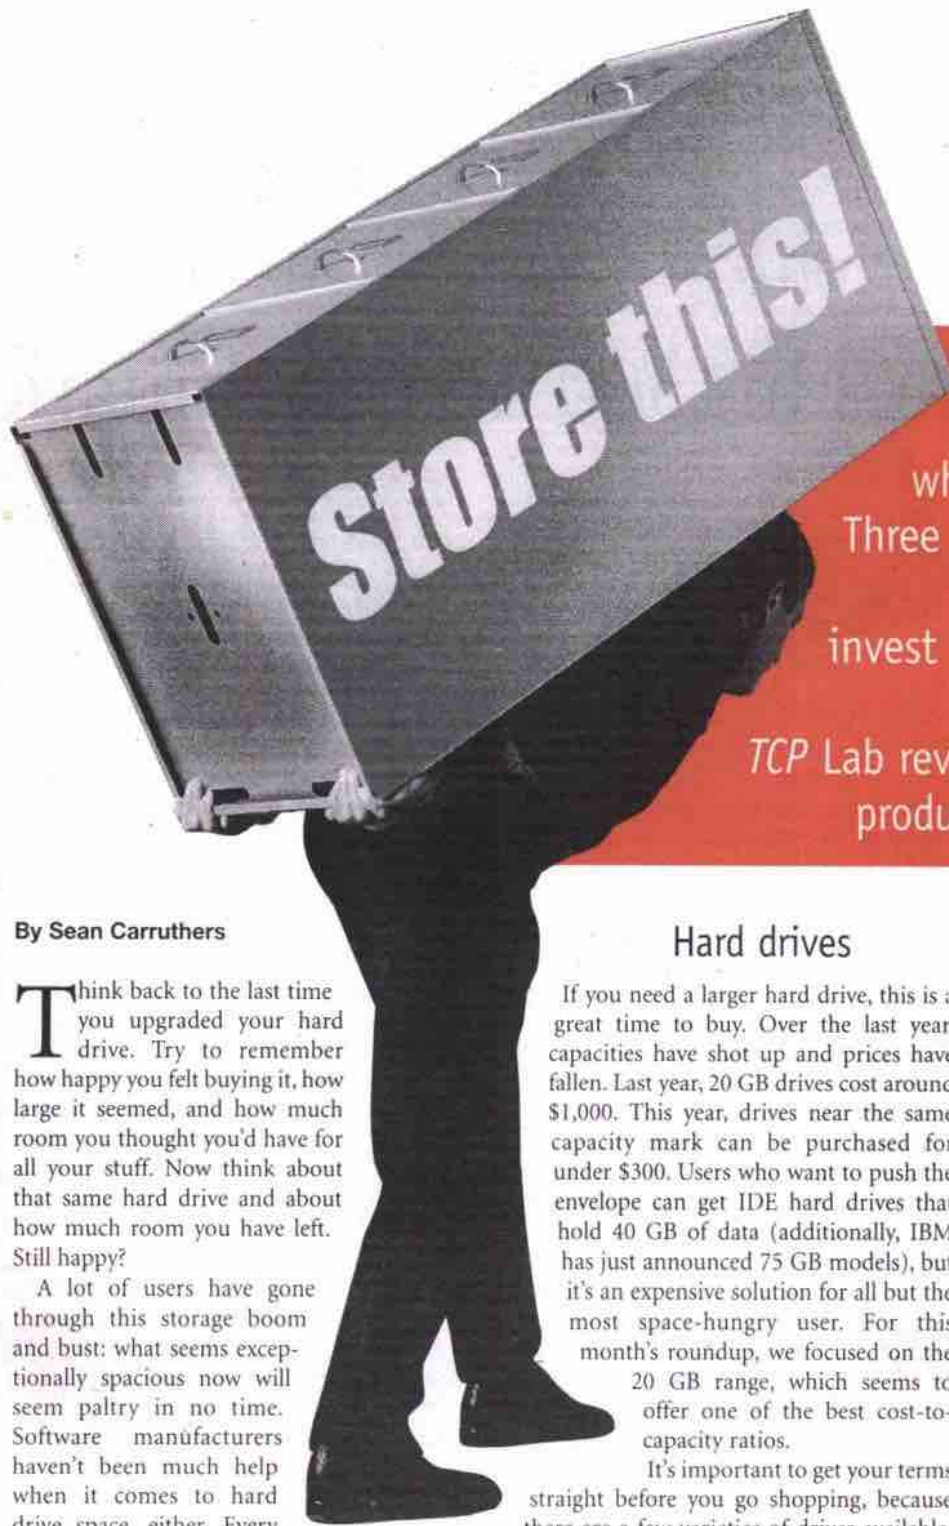 Store this!
wh
Three
invest
TCP Lab rev
produ
By Sean Carruthers
Think back to the last time
you upgraded your hard
drive. Try to remember
how happy you felt buying it, how
large it seemed, and how much
room you thought you'd have for
all your stuff. Now think about
that same hard drive and about
how much room you have left.
Still happy?
A lot of users have gone
through this storage boom
and bust: what seems excep-
tionally spacious now will
seem paltry in no time.
Software manufacturers
haven't been much help
when it comes to hard
drive space, either. Every
Hard drives
If you need a larger hard drive, this is a
great time to buy. Over the last year
capacities have shot up and prices have
fallen. Last year, 20 GB drives cost around
$1,000. This year, drives near the same
capacity mark can be purchased for
under $300. Users who want to push the
envelope can get IDE hard drives that
hold 40 GB of data (additionally, IBM
has just announced 75 GB models), but
it's an expensive solution for all but the
most space-hungry user. For this
month's roundup, we focused on the
20 GB range, which seems to
offer one of the best cost-to-
capacity ratios.
It's important to get your terms
straight before you go shopping, because
there are a few varieties of drives available